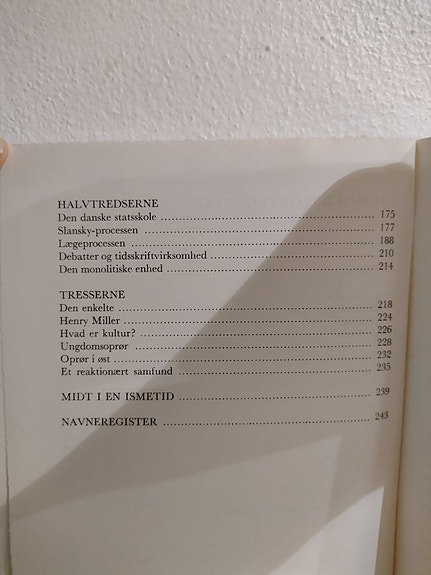 HALVTREDSERNE
Den danske statsskole ........ 175
Slansky-processen ........ 177
Lægeprocessen ........ 188
Debatter og tidsskriftvirksomhed ........ 210
Den monolitiske enhed ........ 214
TRESSERNE
Den enkelte ........ 218
Henry Miller ........ 224
Hvad er kultur? ........ 226
Ungdomsoprør ........ 228
Oprør i øst ........ 232
Et reaktionært samfund ........ 235
MIDT I EN ISMETID ........ 239
NAVNEREGISTER ........ 243